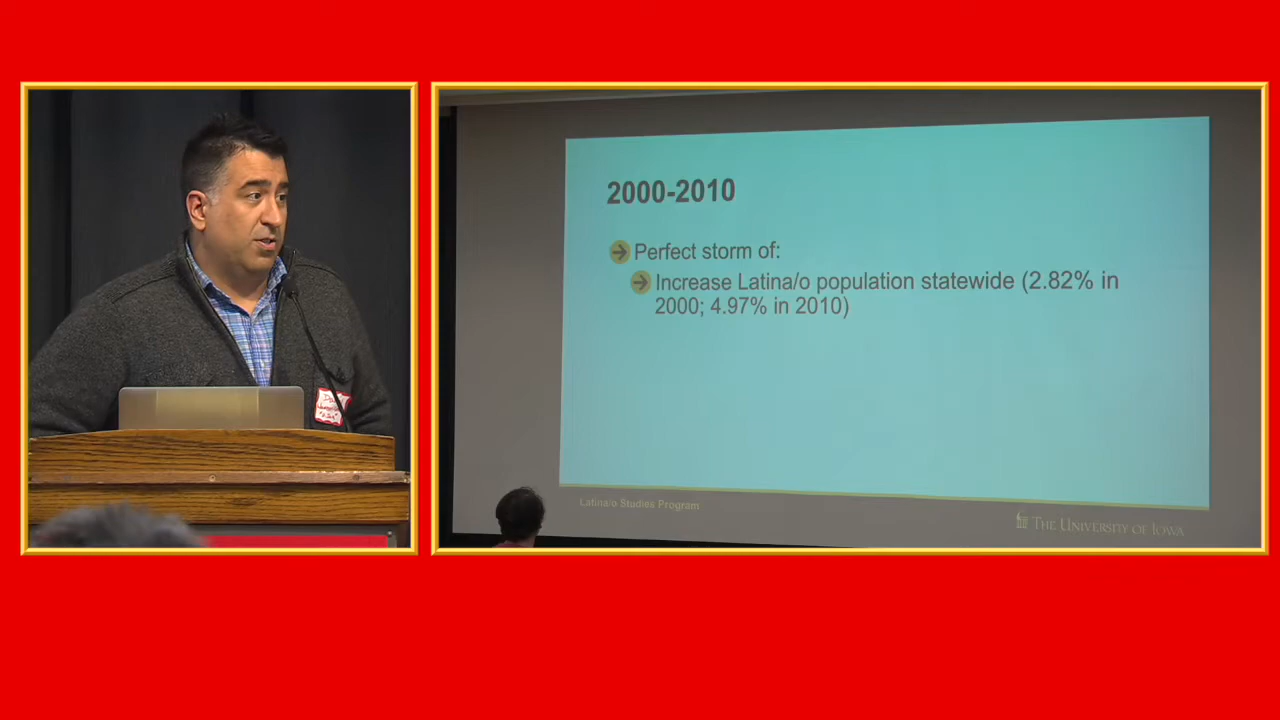 2000-2010
Perfect storm of:
Increase Latina/o population statewide (2.82% in
2000; 4.97% in 2010)
Latina/o Studies Program
THE UNIVERSITY OF IOWA